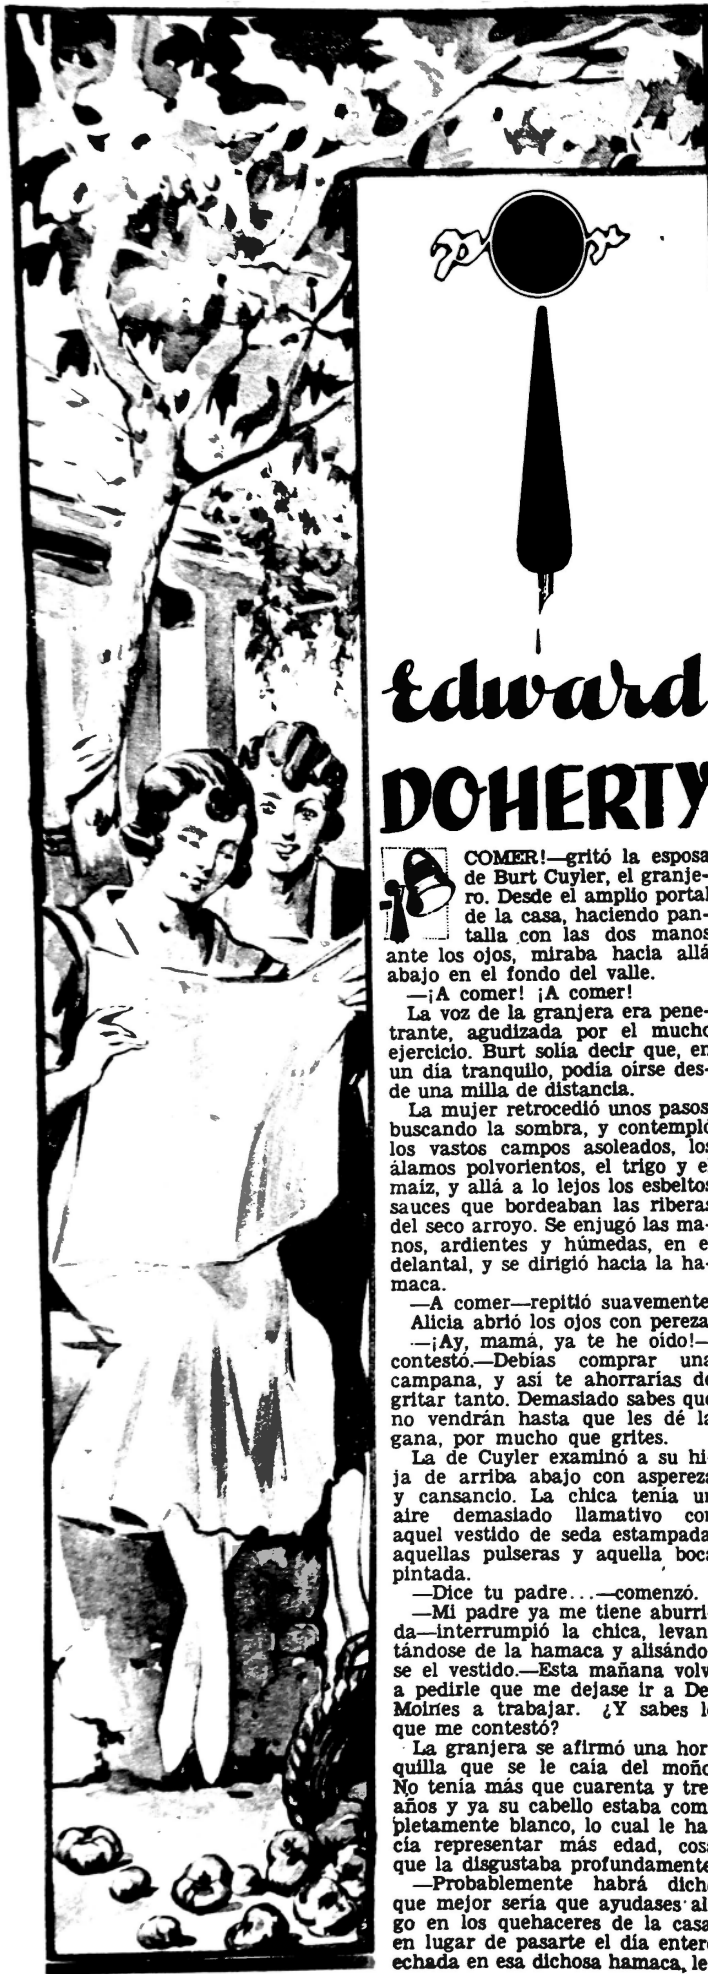 Edward
DOHERTY
COMER!—gritó la esposa
de Burt Cuyler, el granje-
ro. Desde el amplio portal
de la casa, haciendo pan-
talla con las dos manos
ante los ojos, miraba hacia allá
abajo en el fondo del valle.
—¡A comer! ¡A comer!
La voz de la granjera era pene-
trante, agudizada por el mucho
ejercicio. Burt solía decir que, en
un día tranquilo, podía oírse des-
de una milla de distancia.
La mujer retrocedió unos pasos
buscando la sombra, y contempló
los vastos campos asoleados, los
álamos polvorientos, el trigo y el
maíz, y allá a lo lejos los esbeltos
sauces que bordeaban las riberas
del seco arroyo. Se enjugó las ma-
nos, ardientes y húmedas, en el
delantal, y se dirigió hacia la ha-
maca.
—A comer—repitió suavemente
Alicia abrió los ojos con pereza
—¡Ay, mamá, ya te he oído!—
contestó.—Debías comprar una
campana, y así te ahorrarías de
gritar tanto. Demasiado sabes que
no vendrán hasta que les dé la
gana, por mucho que grites.
La de Cuyler examinó a su hi-
ja de arriba abajo con aspereza
y cansancio. La chica tenía un
aire demasiado llamativo con
aquel vestido de seda estampada
aquellas pulseras y aquella boca
pintada.
—Dice tu padre...—comenzó.
—Mi padre ya me tiene aburri-
da—interrumpió la chica, levan-
tándose de la hamaca y alisándo-
se el vestido.—Esta mañana volv
a pedirle que me dejase ir a De
Moines a trabajar. ¿Y sabes l
que me contestó?
La granjera se afirmó una hor-
quilla que se le caía del moño
No tenía más que cuarenta y tre
años y ya su cabello estaba com-
pletamente blanco, lo cual le ha-
cía representar más edad, cosa
que la disgustaba profundamente
—Probablemente habrá dich
que mejor sería que ayudases al-
go en los quehaceres de la casa
en lugar de pasarte el día entero
echada en esa dichosa hamaca, le